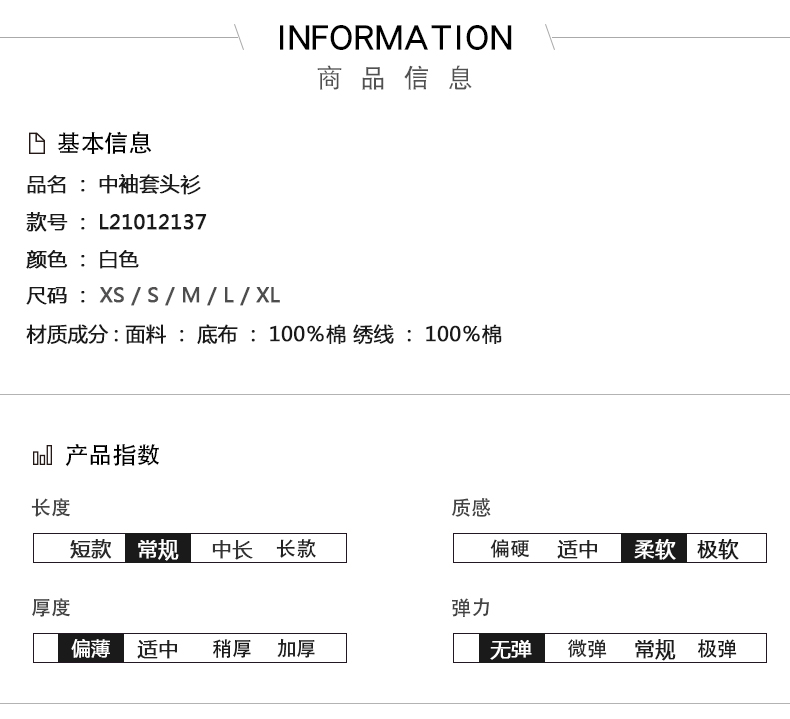 INFORMATION
商品信息
基本信息
品名 : 中袖套头衫
款号 : L21012137
颜色 : 白色
尺码 : XS / S / M / L / XL
材质成分 : 面料 : 底布 : 100%棉 绣线 : 100%棉
产品指数
长度
短款 常规 中长 长款
质感
偏硬 适中 柔软 极软
厚度
偏薄 适中 稍厚 加厚
弹力
无弹 微弹 常规 极弹